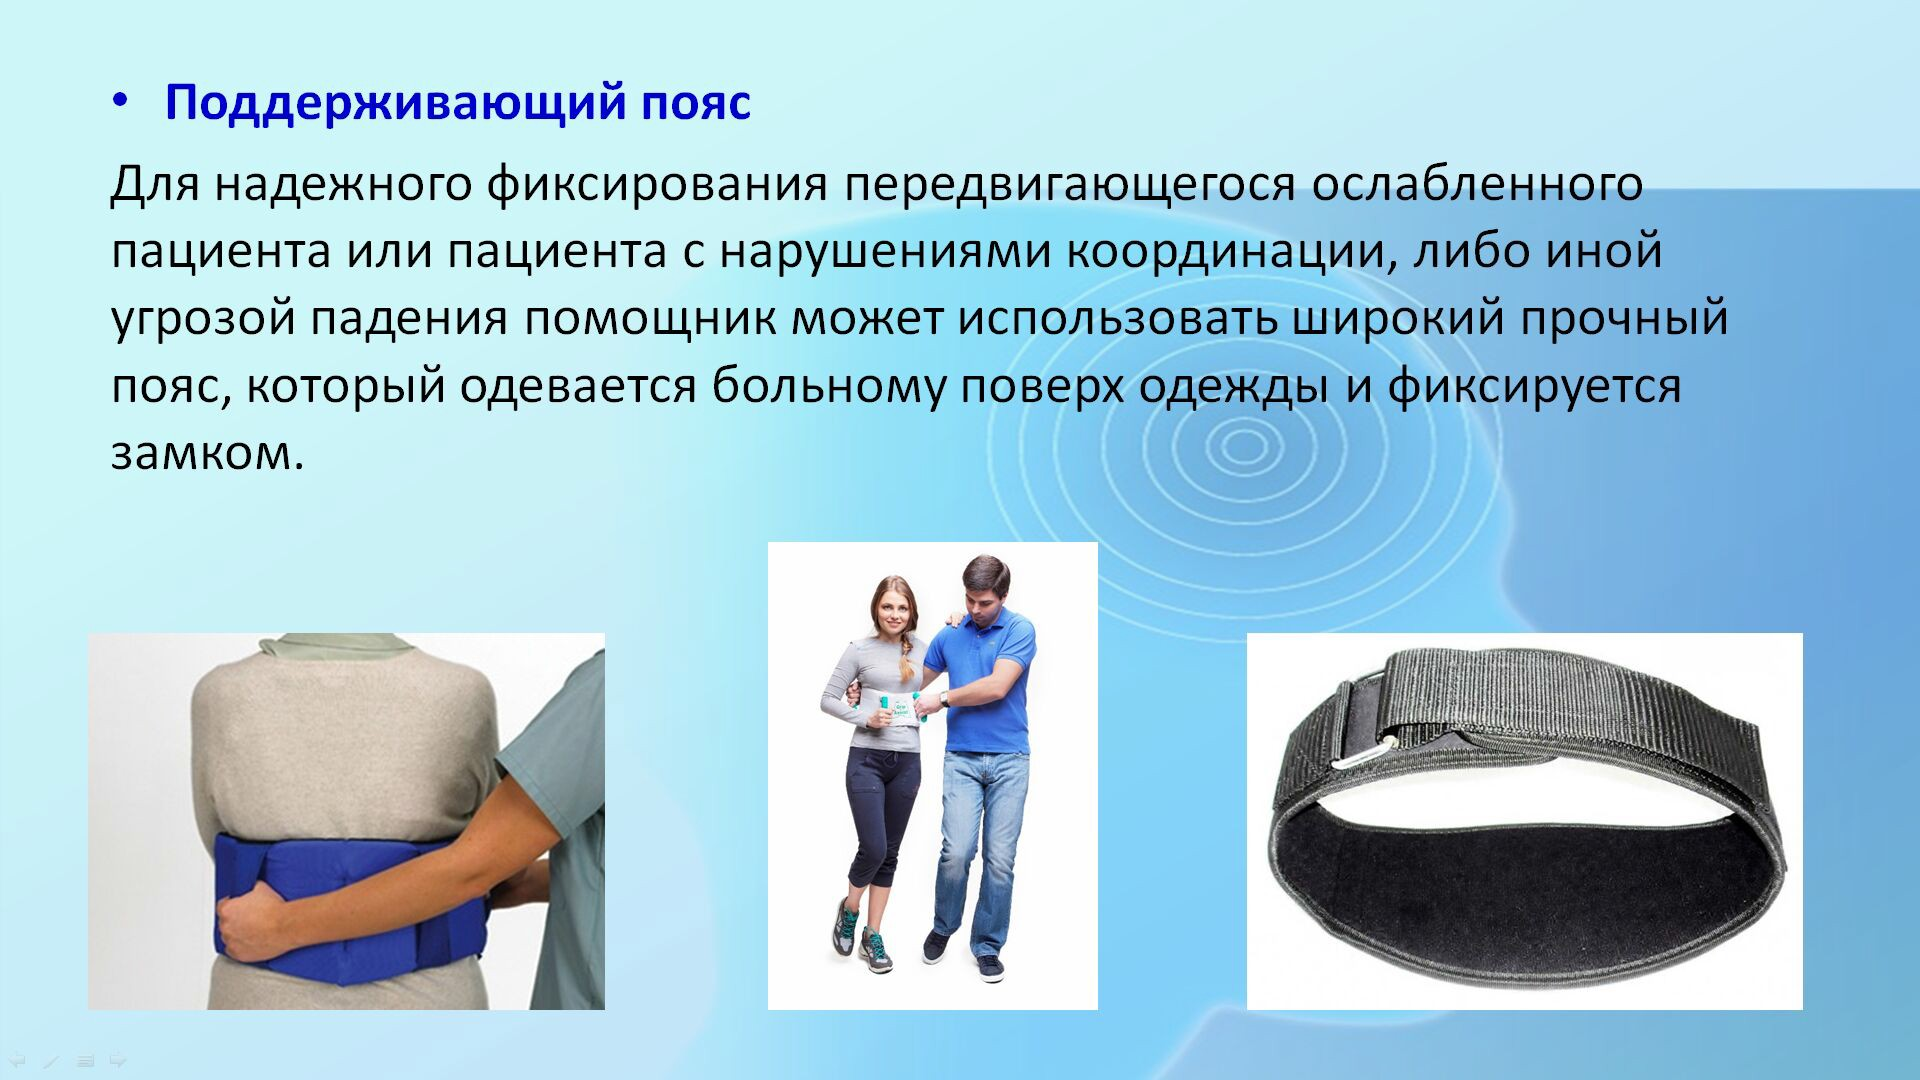 • Поддерживающий пояс
Для надежного фиксирования передвигающегося ослабленного
пациента или пациента с нарушениями координации, либо иной
угрозой падения помощник может использовать широкий прочный
пояс, который одевается больному поверх одежды и фиксируется
замком.